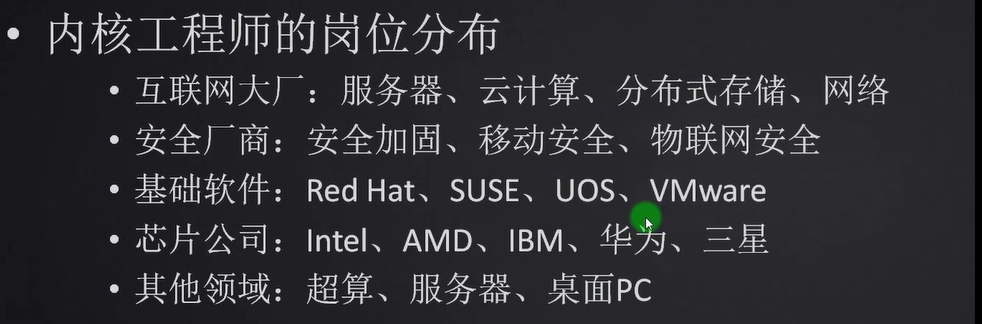 • 内核工程师的岗位分布
• 互联网大厂：服务器、云计算、分布式存储、网络
• 安全厂商：安全加固、移动安全、物联网安全
• 基础软件：Red Hat、SUSE、UOS、VMware
• 芯片公司：Intel、AMD、IBM、华为、三星
• 其他领域：超算、服务器、桌面PC